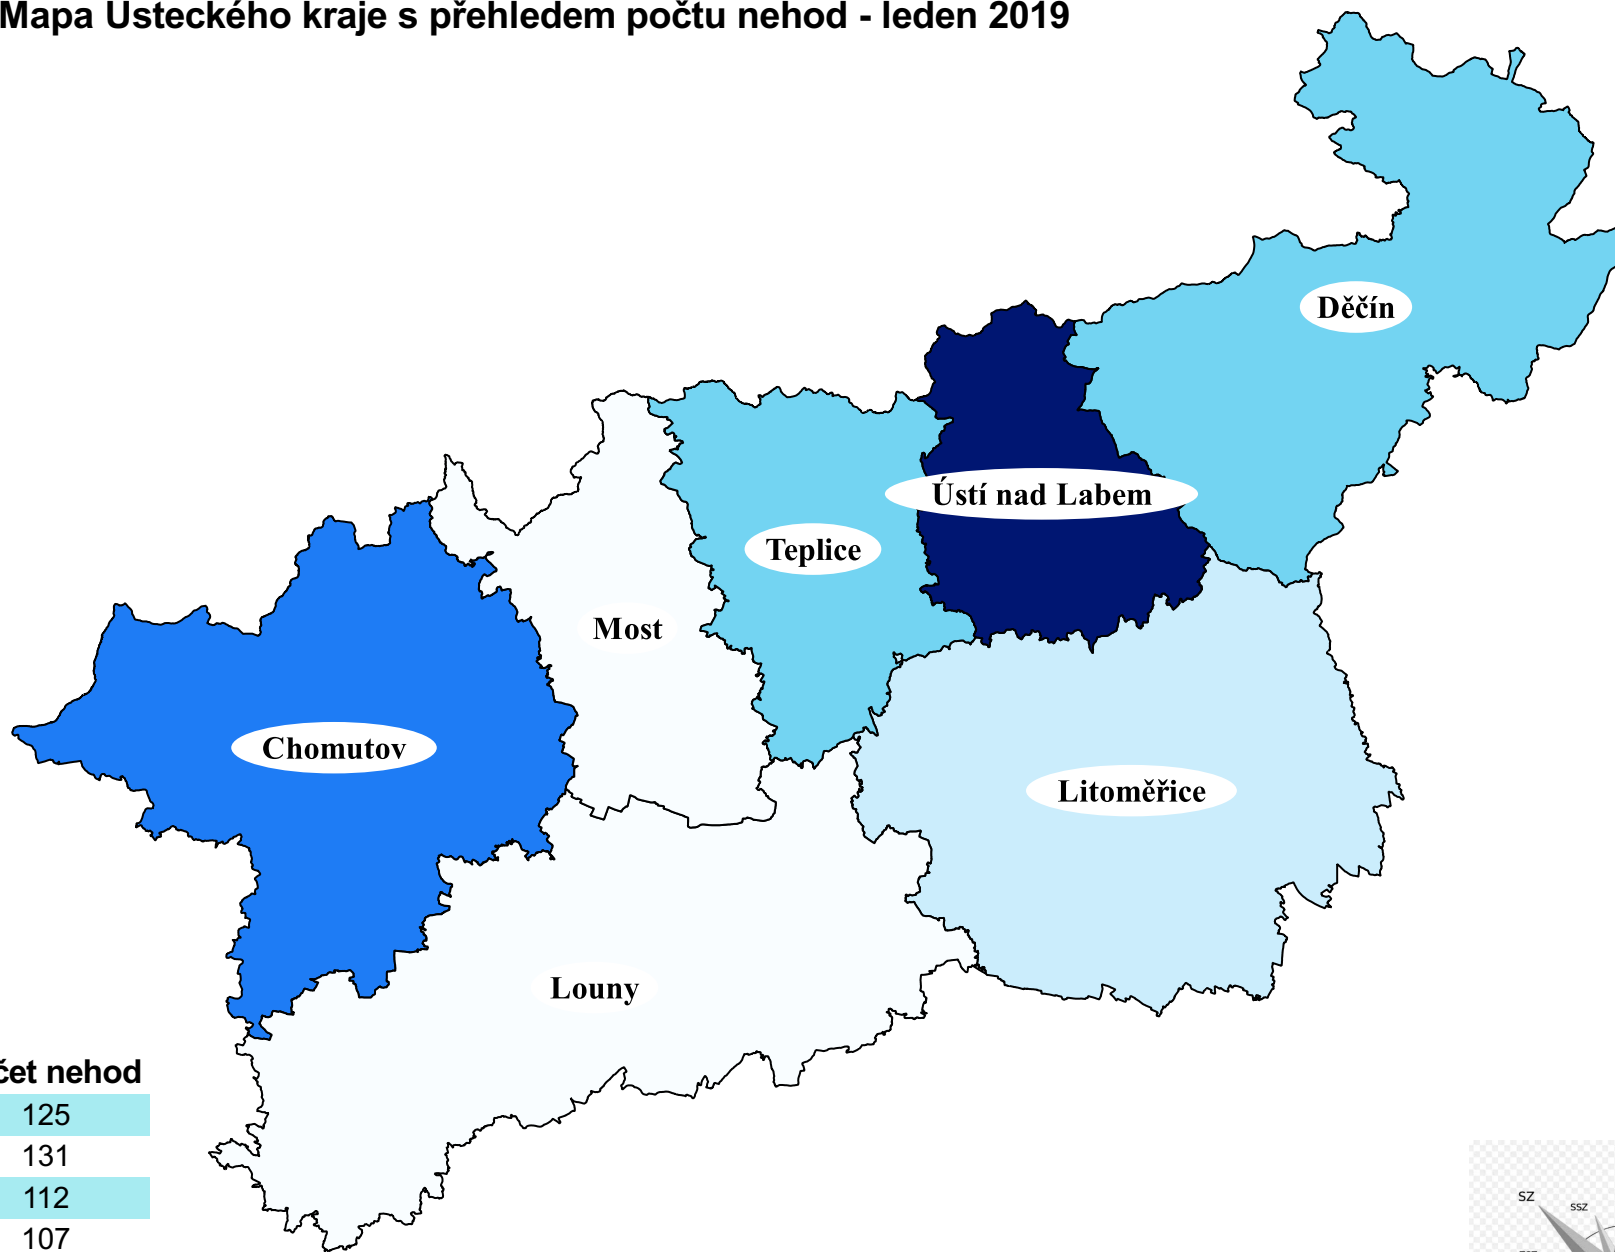 Mapa Ústeckého kraje s přehledem počtu nehod - leden 2019
Děčín
Ústí nad Labem
Teplice
Most
Chomutov
Litoměřice
Louny
čet nehod
125
131
112
107
SZ
SSZ